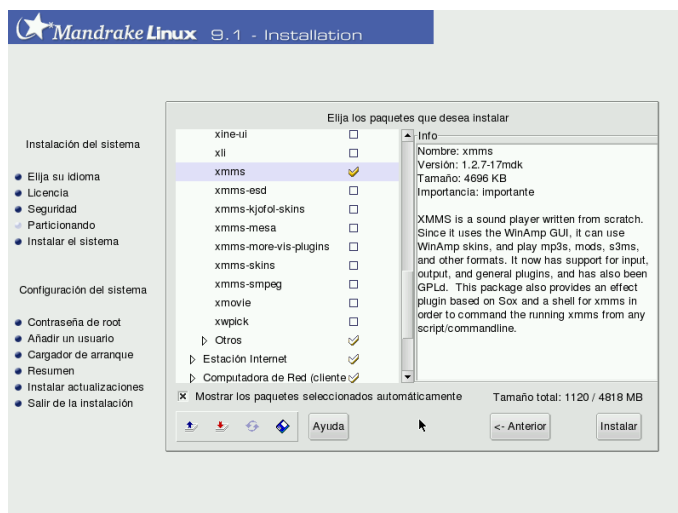 Mandrake Linux 9.1 - Installation
Instalación del sistema
Elija su idioma
Licencia
Seguridad
Particionando
Instalar el sistema
Configuración del sistema
Contraseña de root
Añadir un usuario
Cargador de arranque
Resumen
Instalar actualizaciones
Salir de la instalación
Elija los paquetes que desea instalar
xine-ui
xli
xmms
xmms-esd
xmms-kjofol-skins
xmms-mesa
xmms-more-vis-plugins
xmms-skins
xmms-smpeg
xmovie
xwpick
Otros
Estación Internet
Computadora de Red (cliente
Info
Nombre: xmms
Versión: 1.2.7-17mdk
Tamaño: 4696 KB
Importancia: importante
XMMS is a sound player written from scratch.
Since it uses the WinAmp GUI, it can use
WinAmp skins, and play mp3s, mods, s3ms,
and other formats. It now has support for input,
output, and general plugins, and has also been
GPLd. This package also provides an effect
plugin based on Sox and a shell for xmms in
order to command the running xmms from any
script/commandline.
Mostrar los paquetes seleccionados automáticamente
Tamaño total: 1120 / 4818 MB
Ayuda
<- Anterior
Instalar